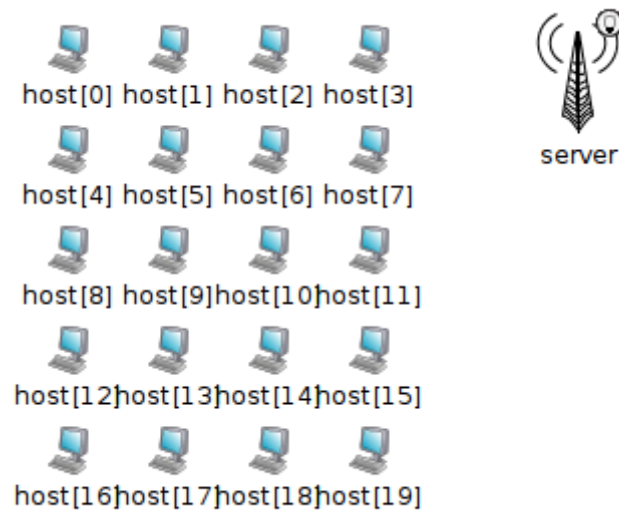 host[0] host[1] host[2] host[3]
server
host[4] host[5] host[6] host[7]
host[8] host[9] host[10] host[11]
host[12] host[13] host[14] host[15]
host[16] host[17] host[18] host[19]